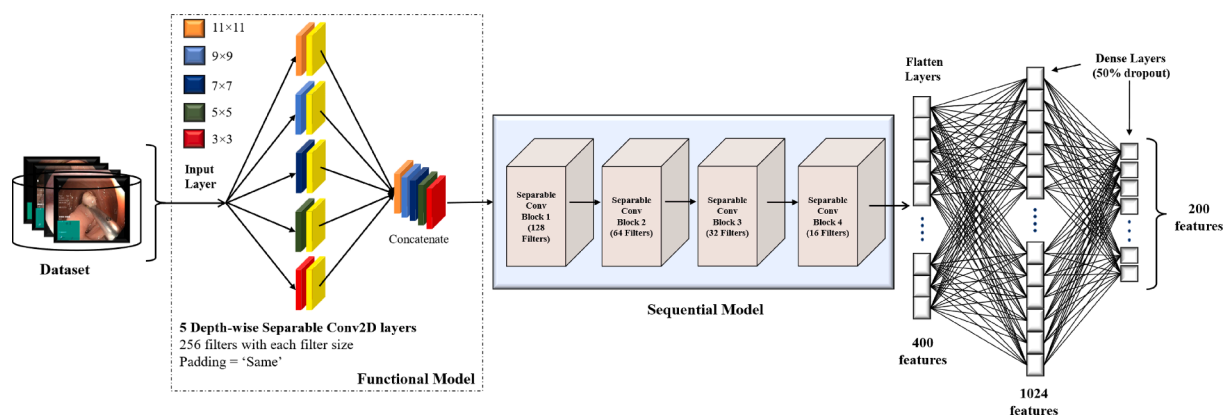 11×11
9×9
7×7
5×5
3×3
Dataset
Input
Layer
Concatenate
5 Depth-wise Separable Conv2D layers
256 filters with each filter size
Padding = ‘Same’
Functional Model
Separable
Conv
Block 1
(128
Filters)
Separable
Conv
Block 2
(64 Filters)
Separable
Conv
Block 3
(32 Filters)
Separable
Conv
Block 4
(16 Filters)
Sequential Model
Flatten
Layers
400
features
1024
features
Dense Layers
(50% dropout)
200
features